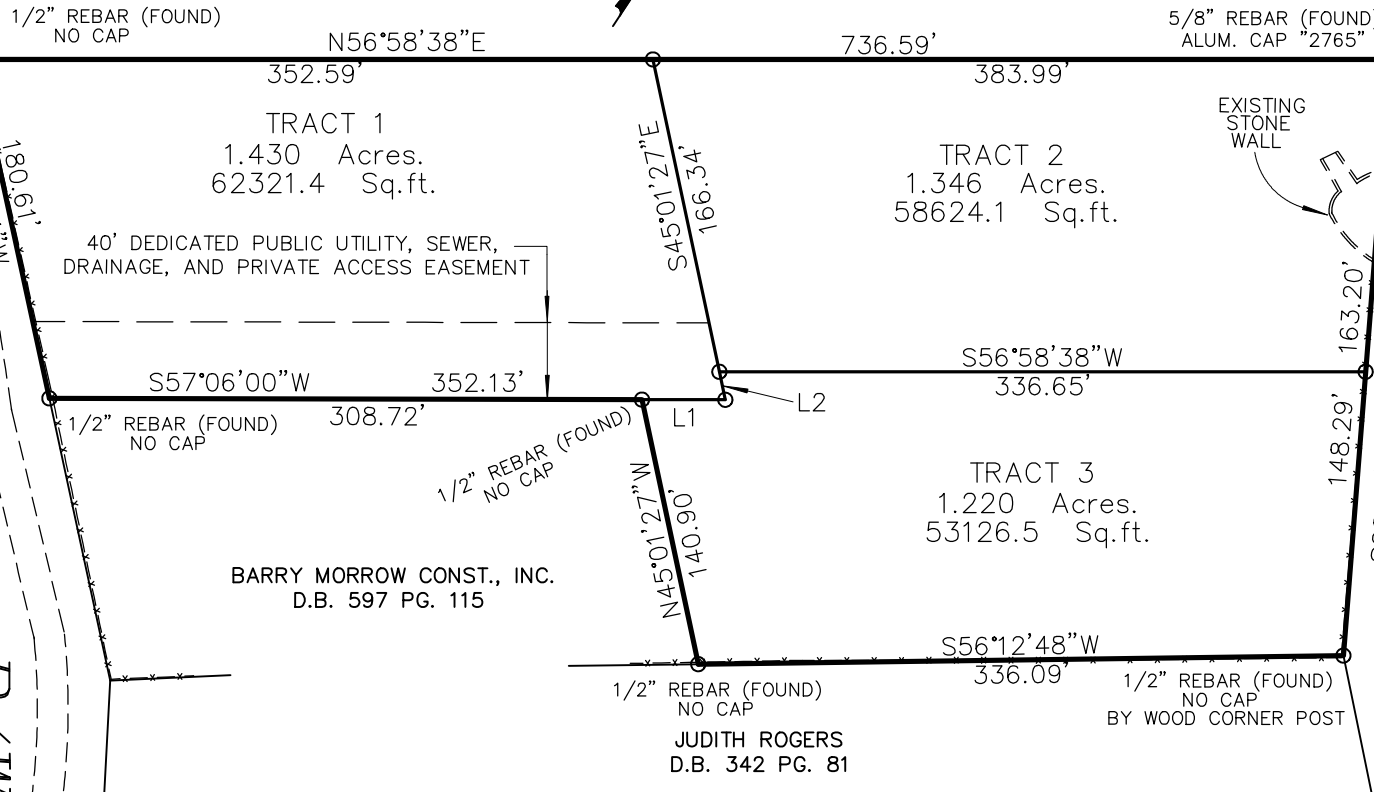 1/2" REBAR (FOUND)
NO CAP
N56°58'38"E
352.59'
736.59'
383.99'
5/8" REBAR (FOUND)
ALUM. CAP "2765"
TRACT 1
1.430 Acres.
62321.4 Sq.ft.
180.61'
S45°01'27"E
166.34'
TRACT 2
1.346 Acres.
58624.1 Sq.ft.
EXISTING
STONE
WALL
40' DEDICATED PUBLIC UTILITY, SEWER,
DRAINAGE, AND PRIVATE ACCESS EASEMENT
163.20'
S57°06'00"W
352.13'
308.72'
1/2" REBAR (FOUND)
NO CAP
L1
L2
S56°58'38"W
336.65'
1/2" REBAR (FOUND)
NO CAP
N45°01'27"W
140.90'
TRACT 3
1.220 Acres.
53126.5 Sq.ft.
148.29'
BARRY MORROW CONST., INC.
D.B. 597 PG. 115
S56°12'48"W
336.09'
1/2" REBAR (FOUND)
NO CAP
1/2" REBAR (FOUND)
NO CAP
BY WOOD CORNER POST
JUDITH ROGERS
D.B. 342 PG. 81